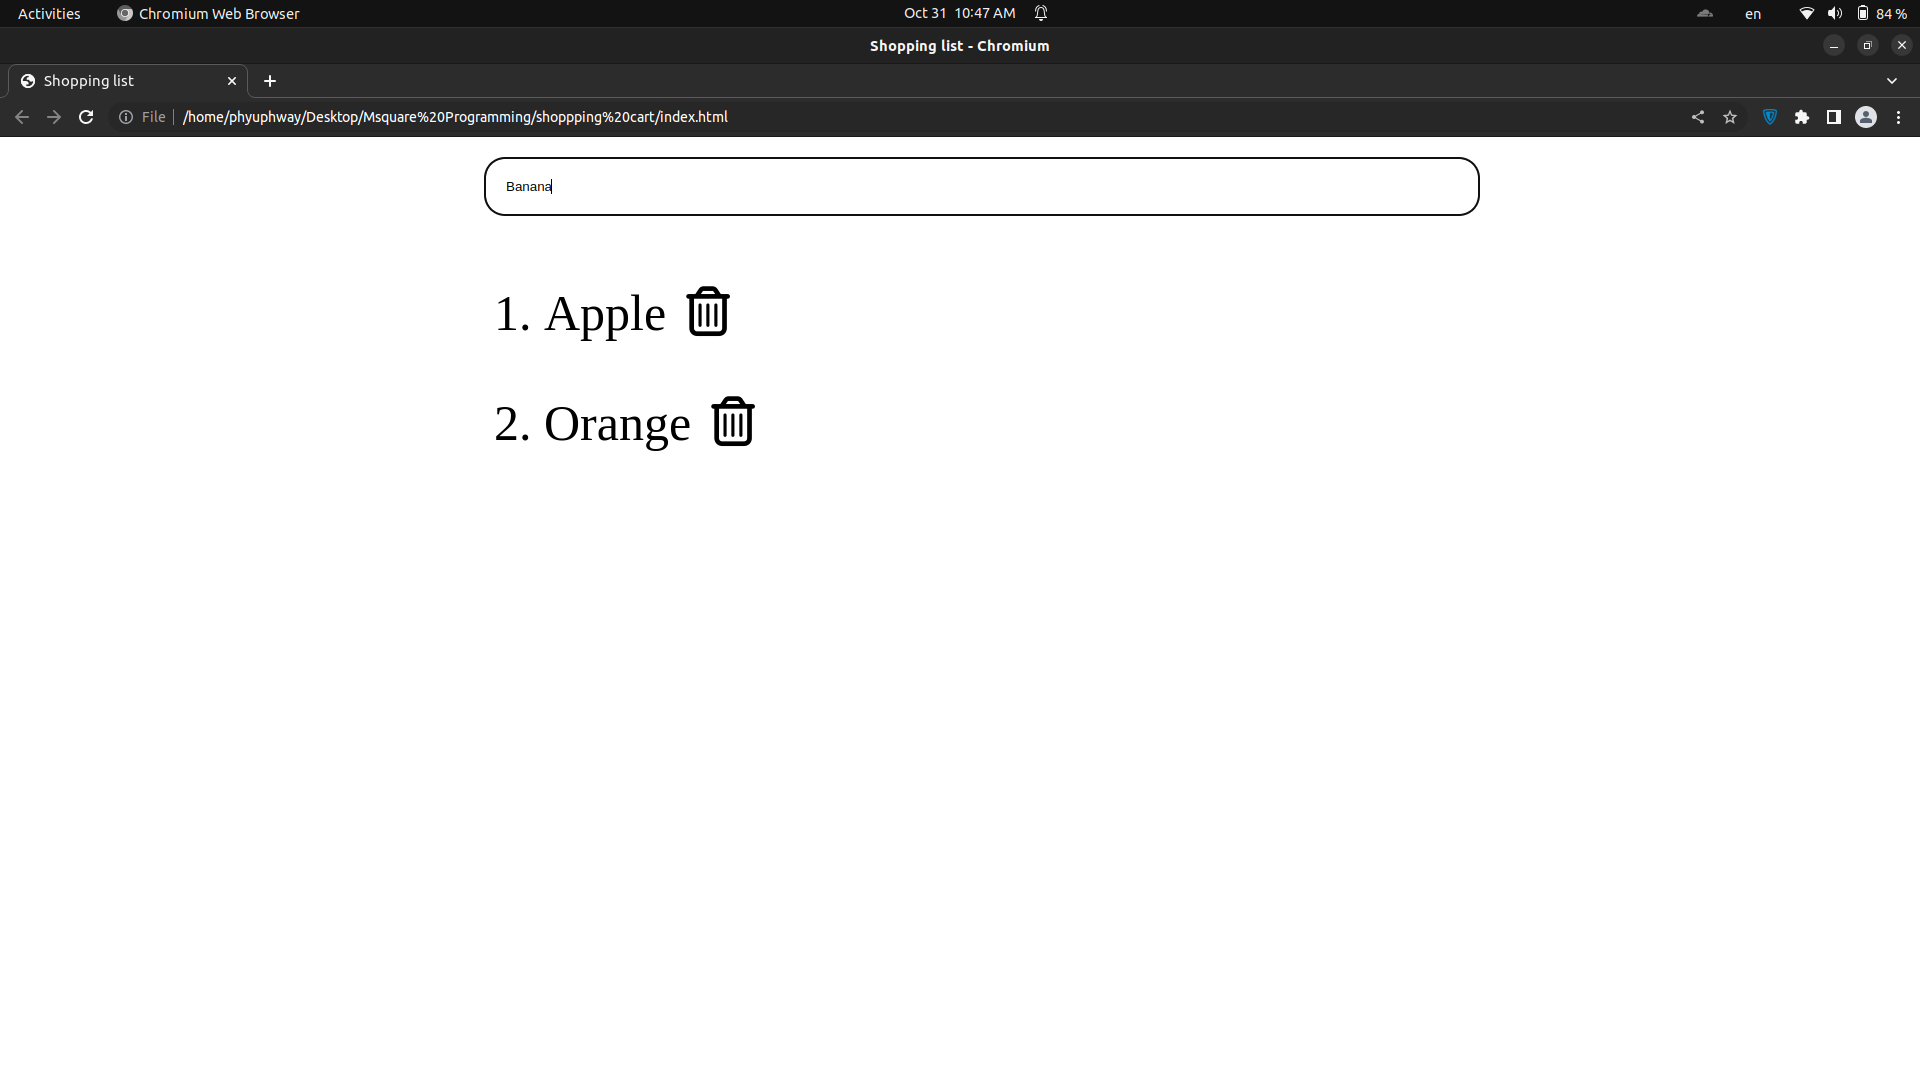 Activities Chromium Web Browser Oct 31 10:47 AM en 84 %
Shopping list - Chromium
Shopping list
File /home/phyuphway/Desktop/Msquare%20Programming/shoppping%20cart/index.html
Banana
1. Apple
2. Orange